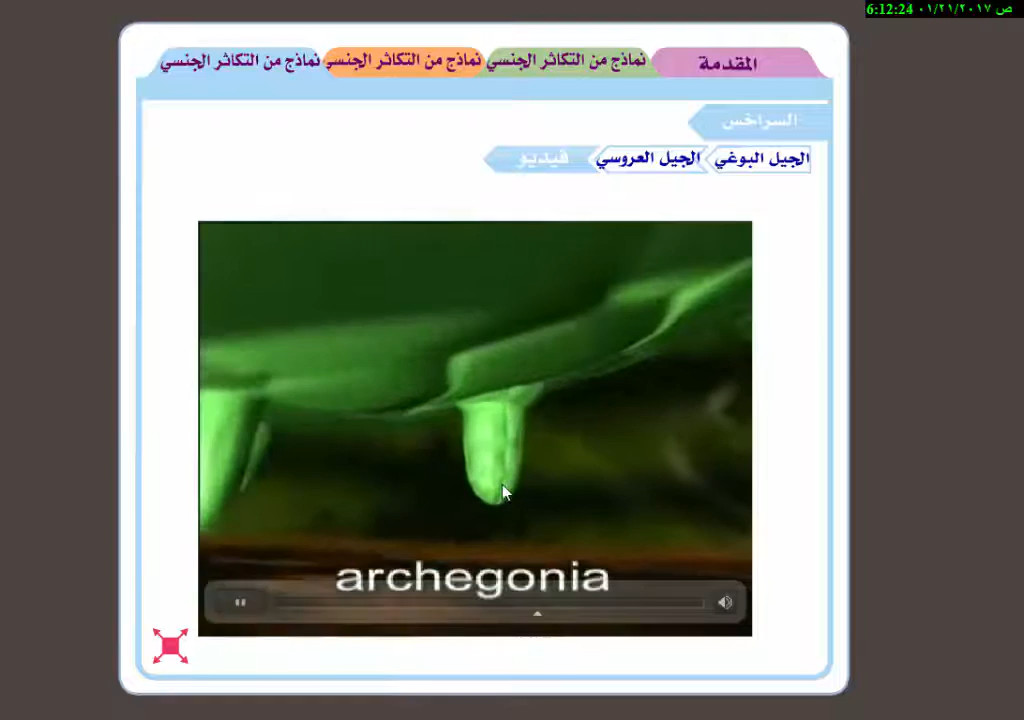 6:12:24 ٠١/٢١/٢٠١٧ ص
المقدمة
نماذج من التكاثر الجنسي
نماذج من التكاثر الجنسي
نماذج من التكاثر الجنسي
السراخس
الجيل البوغي
الجيل العروسي
فيديو
archegonia